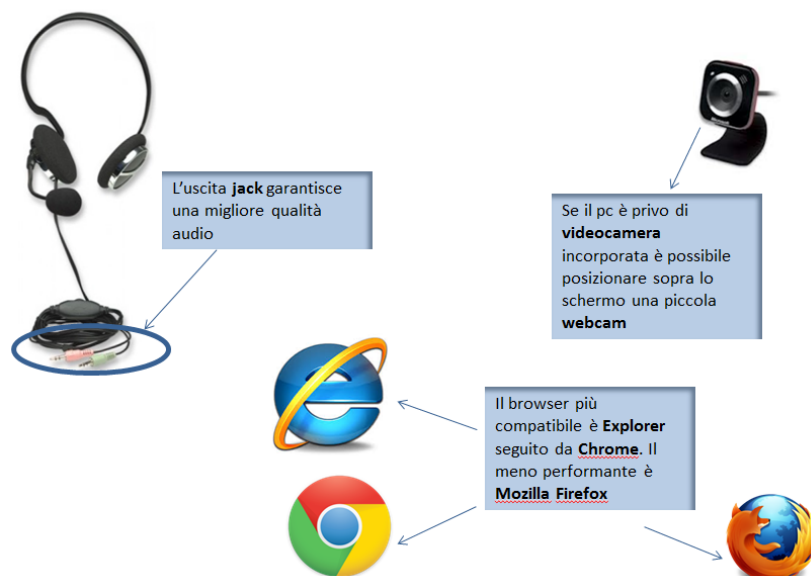 L'uscita jack garantisce
una migliore qualità
audio
Se il pc è privo di
videocamera
incorporata è possibile
posizionare sopra lo
schermo una piccola
webcam
Il browser più
compatibile è Explorer
seguito da Chrome. Il
meno performante è
Mozilla Firefox